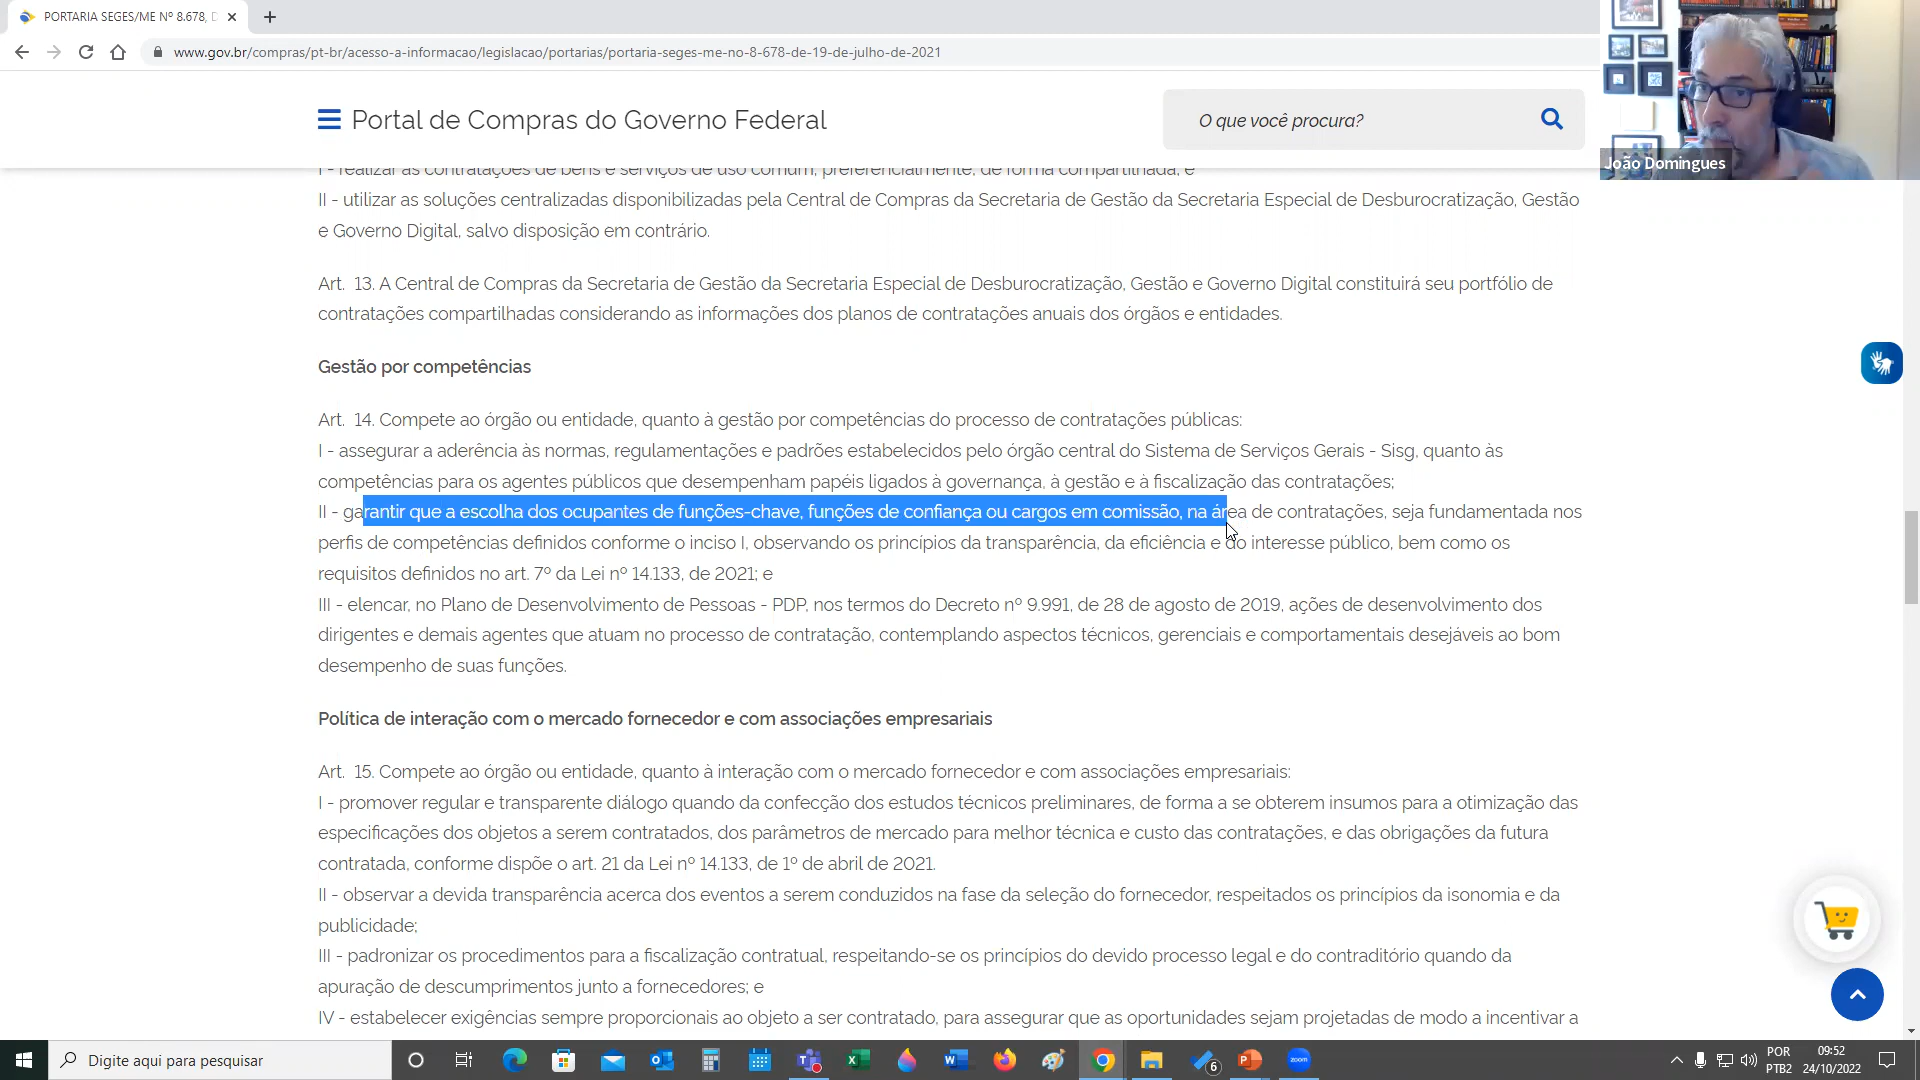 PORTARIA SEGES/ME Nº 8.678, D
www.gov.br/compras/pt-br/acesso-a-informacao/legislacao/portarias/portaria-seges-me-no-8-678-de-19-de-julho-de-2021
Portal de Compras do Governo Federal
O que você procura?
João Domingues
I - realizar as contratações de bens e serviços de uso comum, preferencialmente, de forma compartilhada; e
II - utilizar as soluções centralizadas disponibilizadas pela Central de Compras da Secretaria de Gestão da Secretaria Especial de Desburocratização, Gestão
e Governo Digital, salvo disposição em contrário.
Art. 13. A Central de Compras da Secretaria de Gestão da Secretaria Especial de Desburocratização, Gestão e Governo Digital constituirá seu portfólio de
contratações compartilhadas considerando as informações dos planos de contratações anuais dos órgãos e entidades.
Gestão por competências
Art. 14. Compete ao órgão ou entidade, quanto à gestão por competências do processo de contratações públicas:
I - assegurar a aderência às normas, regulamentações e padrões estabelecidos pelo órgão central do Sistema de Serviços Gerais - Sisg, quanto às
competências para os agentes públicos que desempenham papéis ligados à governança, à gestão e à fiscalização das contratações;
II - garantir que a escolha dos ocupantes de funções-chave, funções de confiança ou cargos em comissão, na área de contratações, seja fundamentada nos
perfis de competências definidos conforme o inciso I, observando os princípios da transparência, da eficiência e do interesse público, bem como os
requisitos definidos no art. 7º da Lei nº 14.133, de 2021; e
III - elencar, no Plano de Desenvolvimento de Pessoas - PDP, nos termos do Decreto nº 9.991, de 28 de agosto de 2019, ações de desenvolvimento dos
dirigentes e demais agentes que atuam no processo de contratação, contemplando aspectos técnicos, gerenciais e comportamentais desejáveis ao bom
desempenho de suas funções.
Política de interação com o mercado fornecedor e com associações empresariais
Art. 15. Compete ao órgão ou entidade, quanto à interação com o mercado fornecedor e com associações empresariais:
I - promover regular e transparente diálogo quando da confecção dos estudos técnicos preliminares, de forma a se obterem insumos para a otimização das
especificações dos objetos a serem contratados, dos parâmetros de mercado para melhor técnica e custo das contratações, e das obrigações da futura
contratada, conforme dispõe o art. 21 da Lei nº 14.133, de 1º de abril de 2021.
II - observar a devida transparência acerca dos eventos a serem conduzidos na fase da seleção do fornecedor, respeitados os princípios da isonomia e da
publicidade;
III - padronizar os procedimentos para a fiscalização contratual, respeitando-se os princípios do devido processo legal e do contraditório quando da
apuração de descumprimentos junto a fornecedores; e
IV - estabelecer exigências sempre proporcionais ao objeto a ser contratado, para assegurar que as oportunidades sejam projetadas de modo a incentivar a
Digite aqui para pesquisar
6
zoom
POR
PTB2
09:52
24/10/2022